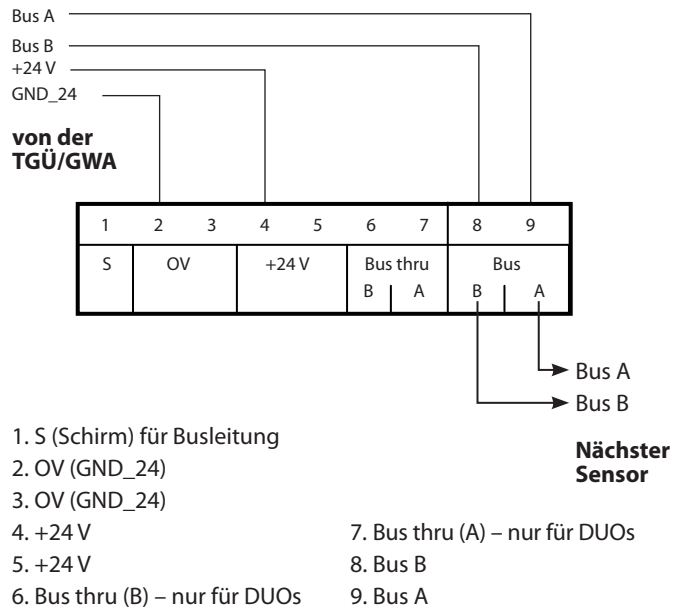 Bus A
Bus B
+24 V
GND_24
von der
TGÜ/GWA
1 2 3 4 5 6 7 8 9
S OV +24 V Bus thru Bus
B A B A
Bus A
Bus B
Nächster
Sensor
1. S (Schirm) für Busleitung
2. OV (GND_24)
3. OV (GND_24)
4. +24 V
5. +24 V
6. Bus thru (B) – nur für DUOs
7. Bus thru (A) – nur für DUOs
8. Bus B
9. Bus A